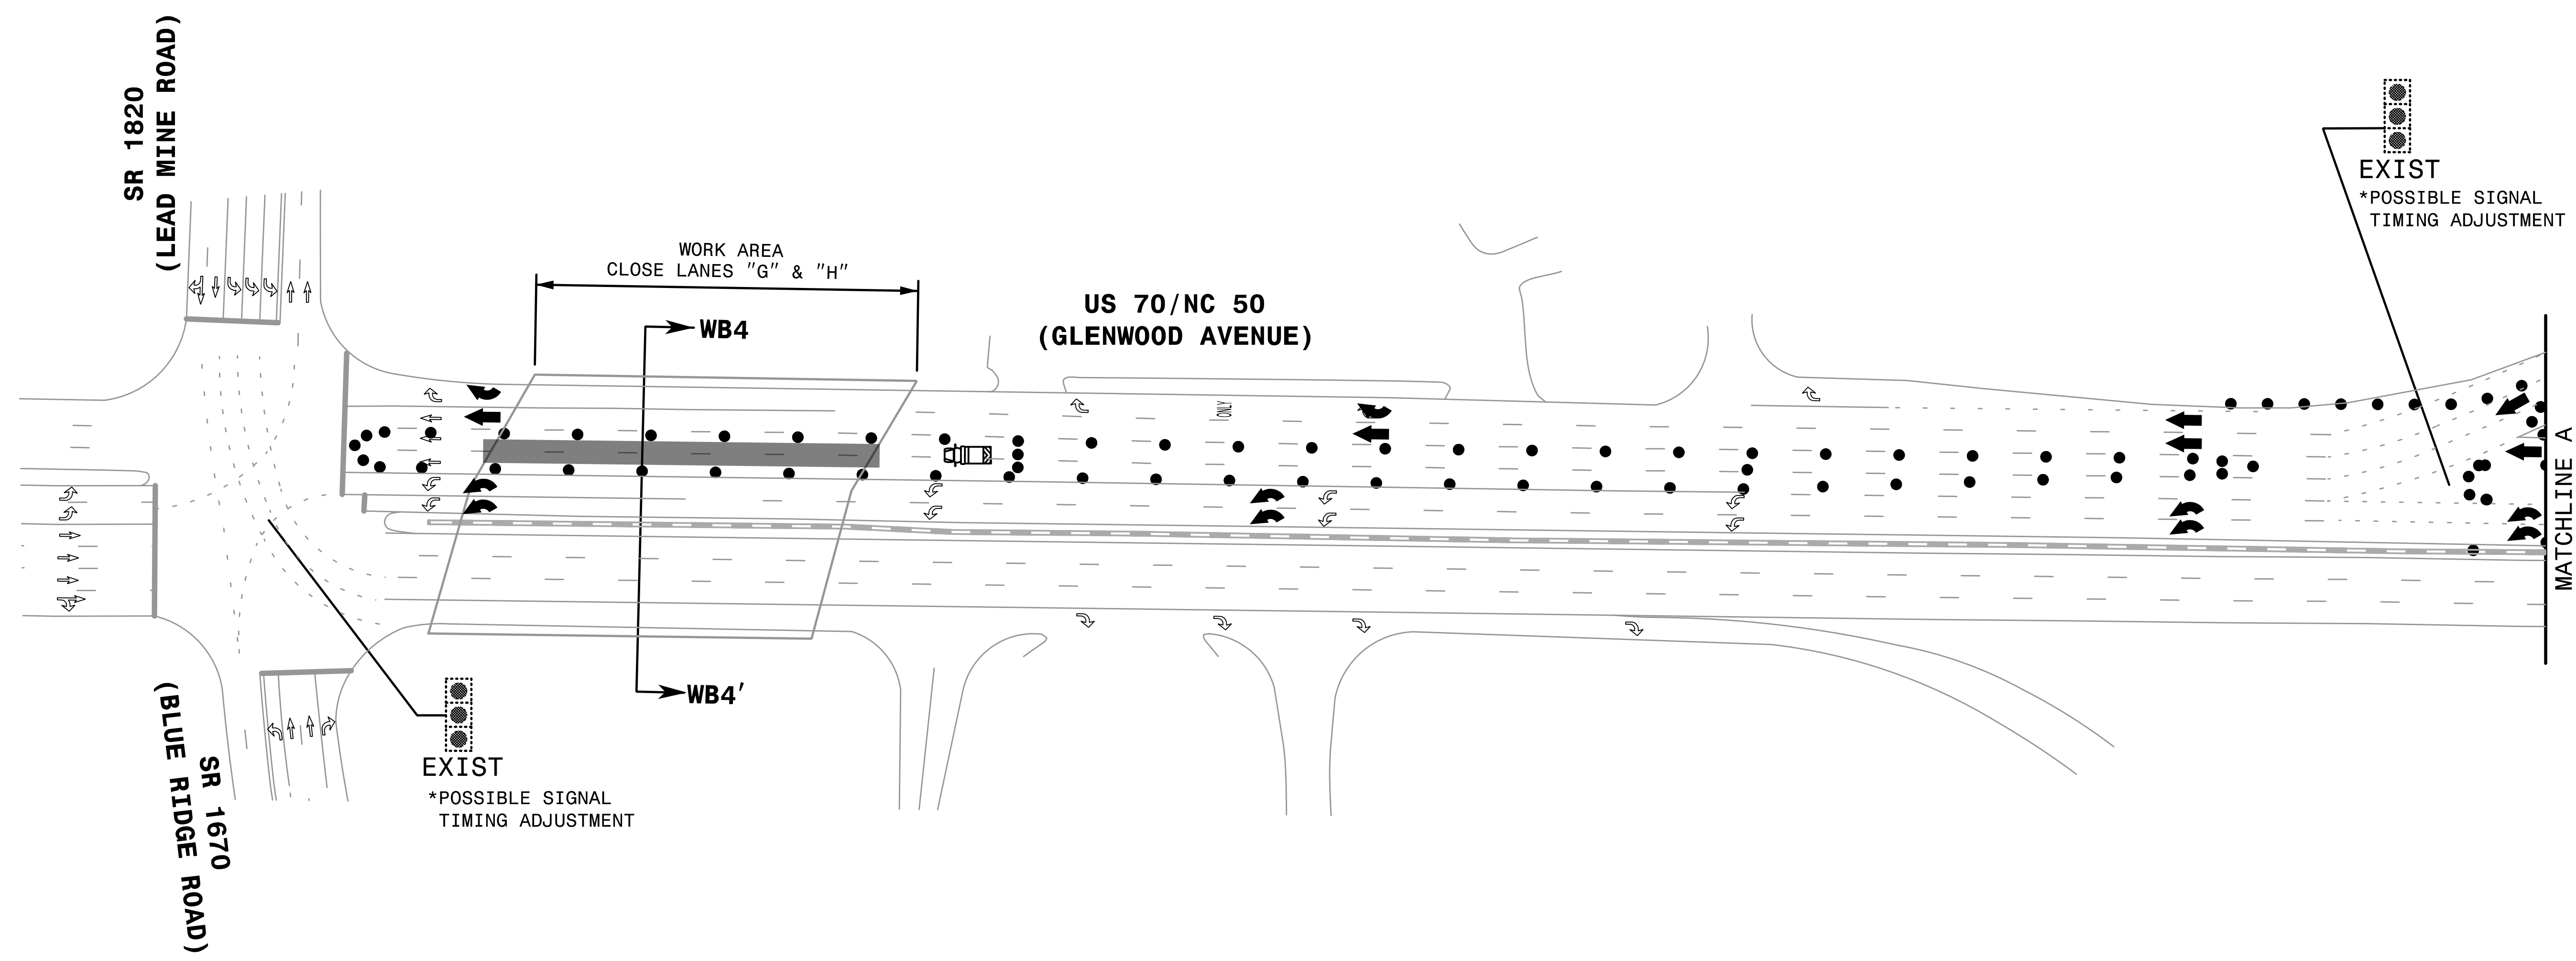 SR 1820
(LEAD MINE ROAD)
WORK AREA
CLOSE LANES "G" & "H"
WB4
US 70/NC 50
(GLENWOOD AVENUE)
ONLY
EXIST
*POSSIBLE SIGNAL
TIMING ADJUSTMENT
MATCHLINE A
WB4'
EXIST
*POSSIBLE SIGNAL
TIMING ADJUSTMENT
SR 1670
(BLUE RIDGE ROAD)